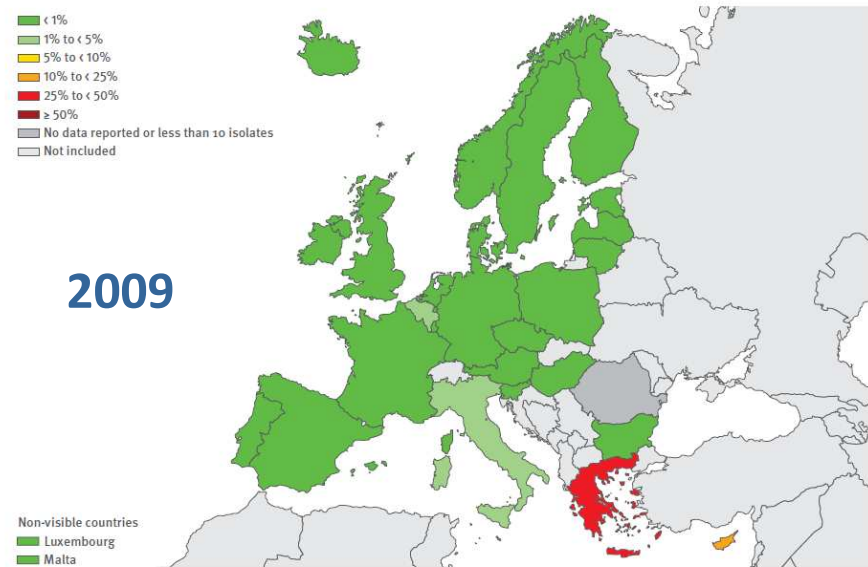 < 1%
1% to < 5%
5% to < 10%
10% to < 25%
25% to < 50%
≥ 50%
No data reported or less than 10 isolates
Not included
2009
Non-visible countries
Luxembourg
Malta